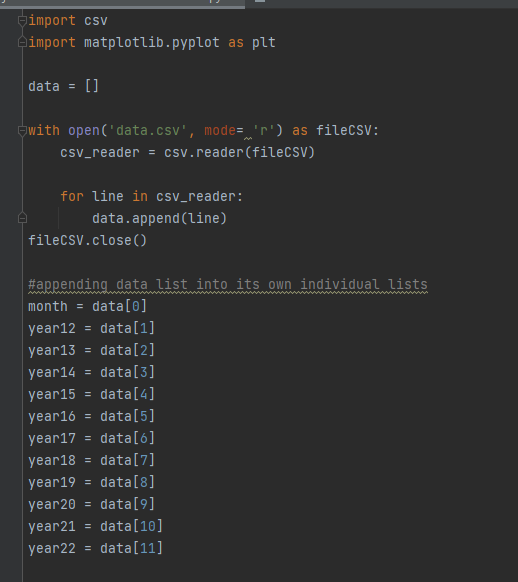 import csv
import matplotlib.pyplot as plt
data = []
with open('data.csv', mode= 'r') as fileCSV:
    csv_reader = csv.reader(fileCSV)
    for line in csv_reader:
        data.append(line)
fileCSV.close()
#appending data list into its own individual lists
month = data[0]
year12 = data[1]
year13 = data[2]
year14 = data[3]
year15 = data[4]
year16 = data[5]
year17 = data[6]
year18 = data[7]
year19 = data[8]
year20 = data[9]
year21 = data[10]
year22 = data[11]